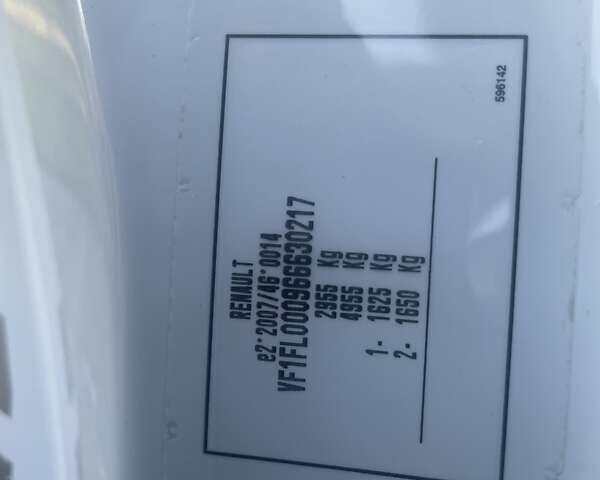 RENAULT
e2*2007/46*0014
VF1FL000966630217
2955 Kg
4955 Kg
1- 1625 Kg
2- 1650 Kg
596142